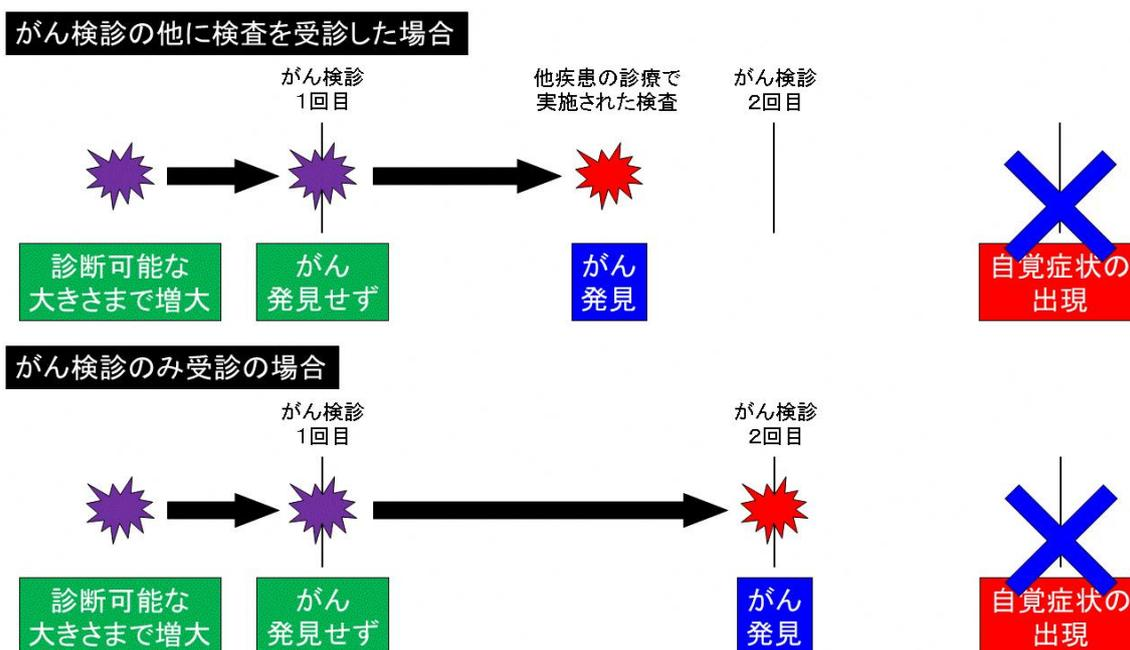 がん検診の他に検査を受診した場合
がん検診
1回目
他疾患の診療で
実施された検査
がん検診
2回目
診断可能な
大きさまで増大
がん
発見せず
がん
発見
自覚症状の
出現
がん検診のみ受診の場合
がん検診
1回目
がん検診
2回目
診断可能な
大きさまで増大
がん
発見せず
がん
発見
自覚症状の
出現